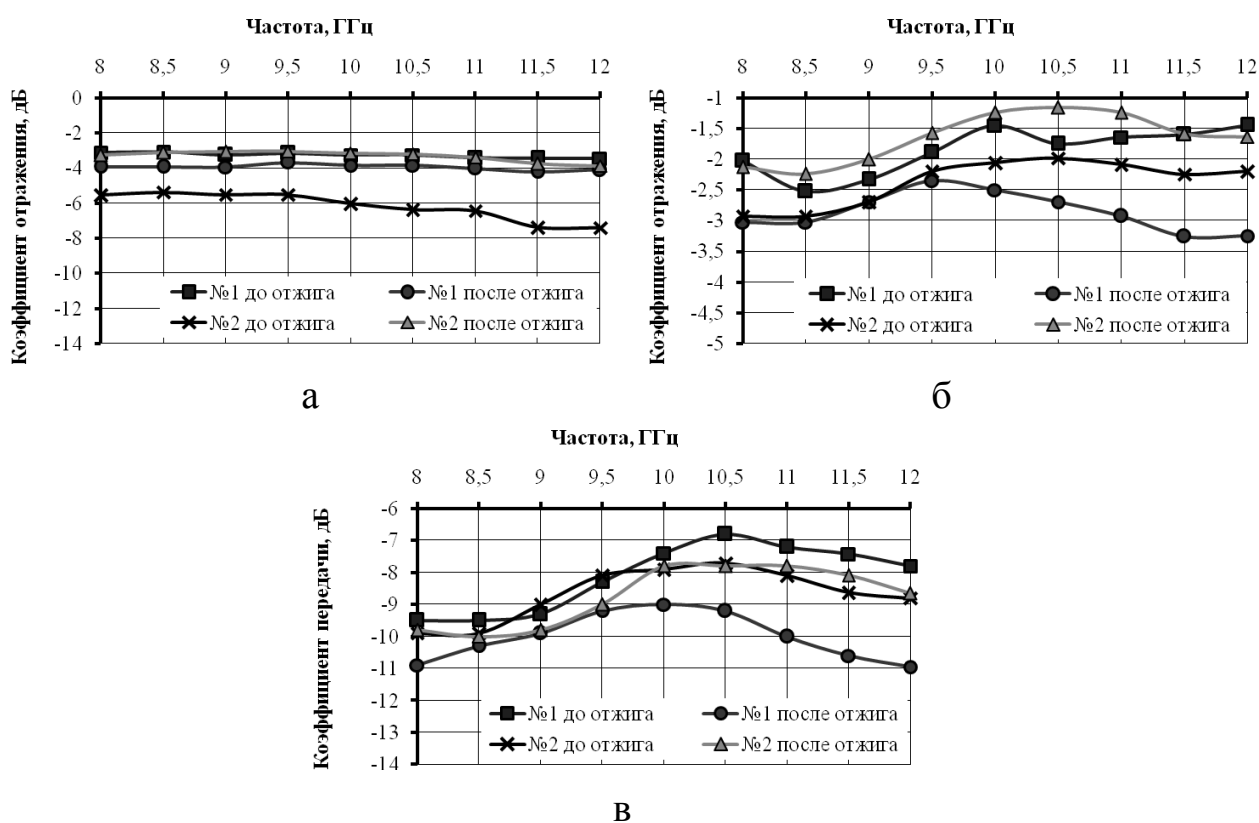 Частота, ГГц
8 8,5 9 9,5 10 10,5 11 11,5 12
Коэффициент отражения, дБ
0
-2
-4
-6
-8
-10
-12
-14
№1 до отжига №1 после отжига
№2 до отжига №2 после отжига
а
Частота, ГГц
8 8,5 9 9,5 10 10,5 11 11,5 12
Коэффициент отражения, дБ
-1
-1,5
-2
-2,5
-3
-3,5
-4
-4,5
-5
№1 до отжига №1 после отжига
№2 до отжига №2 после отжига
б
Частота, ГГц
8 8,5 9 9,5 10 10,5 11 11,5 12
Коэффициент передачи, дБ
-6
-7
-8
-9
-10
-11
-12
-13
-14
№1 до отжига №1 после отжига
№2 до отжига №2 после отжига
в